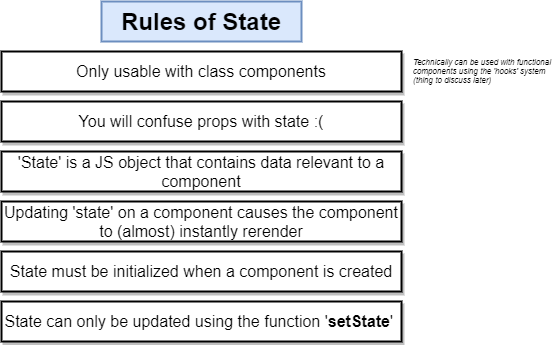 Rules of State
Only usable with class components
Technically can be used with functional
components using the 'hooks' system
(thing to discuss later)
You will confuse props with state :(
'State' is a JS object that contains data relevant to a
component
Updating 'state' on a component causes the component
to (almost) instantly rerender
State must be initialized when a component is created
State can only be updated using the function 'setState'